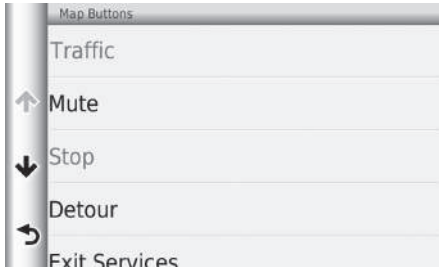 Map Buttons
Traffic
Mute
Stop
Detour
Exit Services